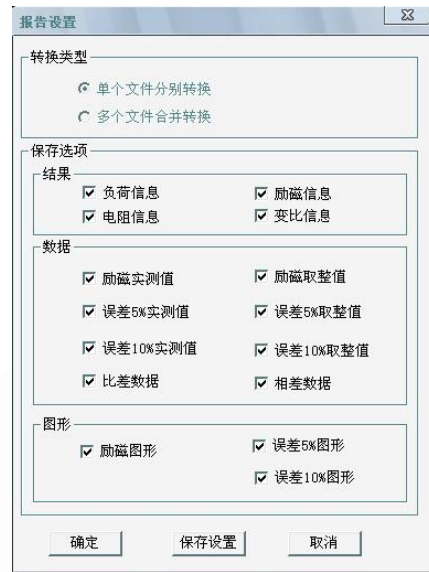 报告设置
转换类型
单个文件分别转换
多个文件合并转换
保存选项
结果
负荷信息 励磁信息
电阻信息 变比信息
数据
励磁实测值 励磁取整值
误差5%实测值 误差5%取整值
误差10%实测值 误差10%取整值
比差数据 相差数据
图形
励磁图形 误差5%图形
误差10%图形
确定 保存设置 取消